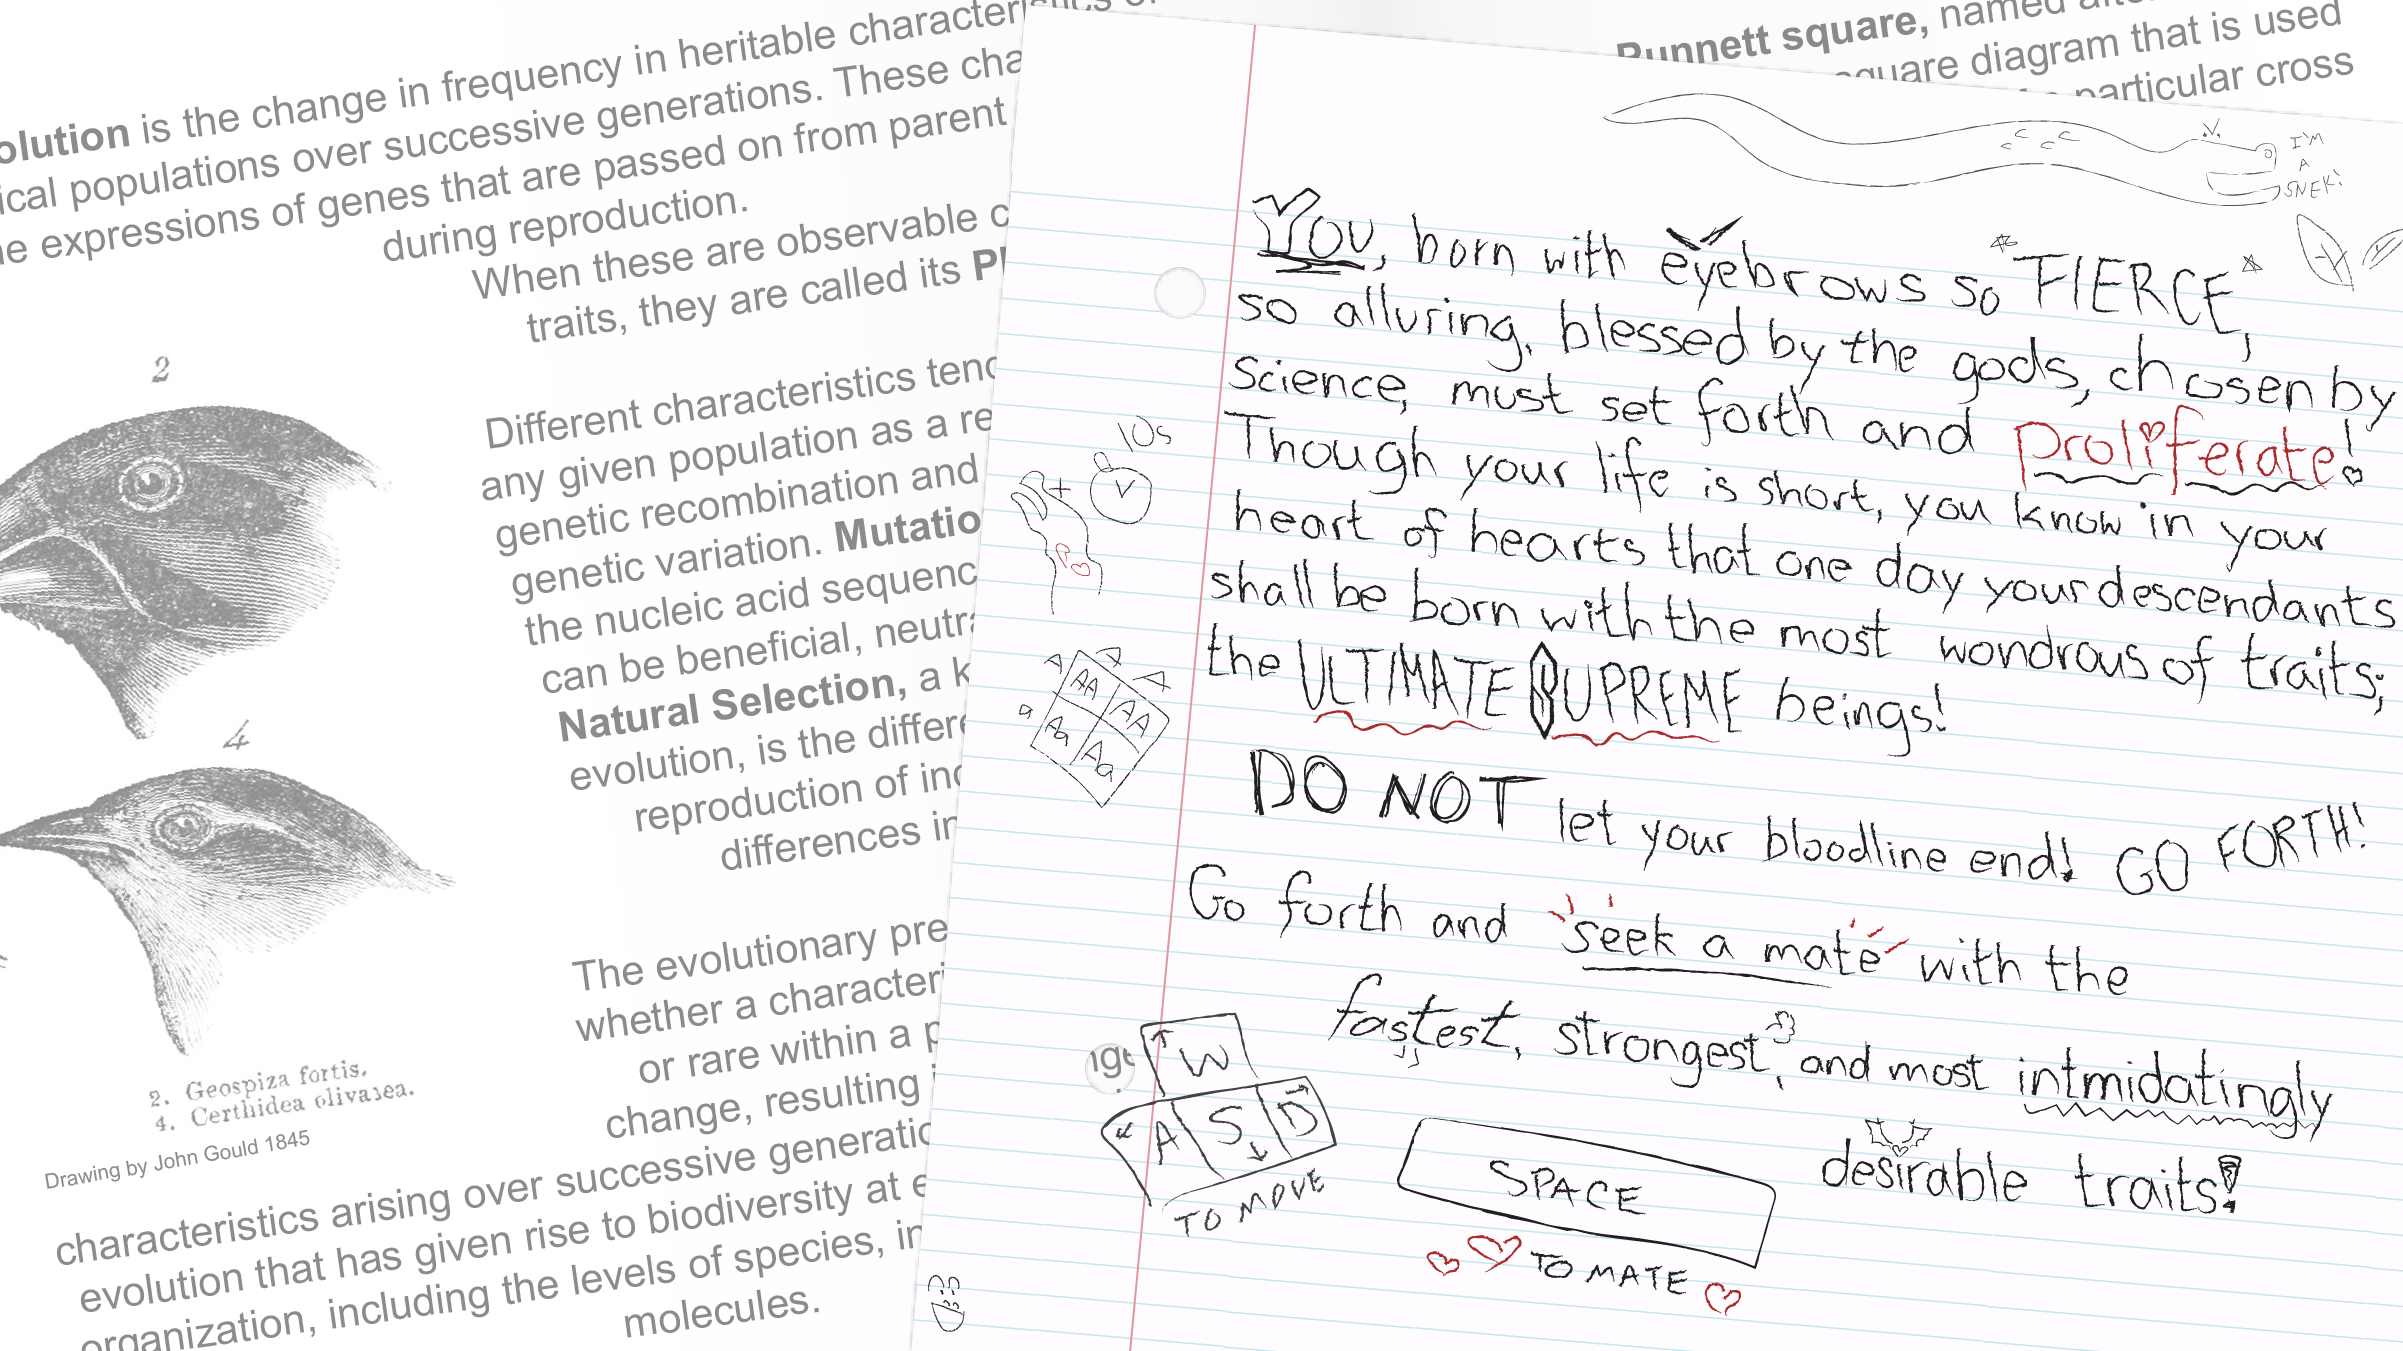 olution is the change in frequency in heritable characteristics of
ical populations over successive generations. These cha
he expressions of genes that are passed on from parent
during reproduction.
When these are observable c
traits, they are called its P
Different characteristics tend
any given population as a re
genetic recombination and
genetic variation. Mutatio
the nucleic acid sequenc
can be beneficial, neutra
Natural Selection, a k
evolution, is the differe
reproduction of ind
differences in
The evolutionary pre
whether a character
or rare within a p
change, resulting i
characteristics arising over successive generatio
evolution that has given rise to biodiversity at e
organization, including the levels of species, in
molecules.
2
4
2. Geospiza fortis.
4. Certhidea olivasea.
Drawing by John Gould 1845
Punnett square, named after
square diagram that is used
particular cross
I'M
A
SNEK!
You, born with eyebrows so *FIERCE*,
so alluring, blessed by the gods, chosen by
science, must set forth and proliferate!
Though your life is short, you know in your
heart of hearts that one day your descendants
shall be born with the most wondrous of traits;
the ULTIMATE SUPREME beings!
DO NOT let your bloodline end! GO FORTH!
Go forth and seek a mate with the
fastest, strongest, and most intmidatingly
desirable traits!
+ 10s
A A
A AA AA
a Aa Aa
nge
W
A S D
TO MOVE
SPACE
TO MATE